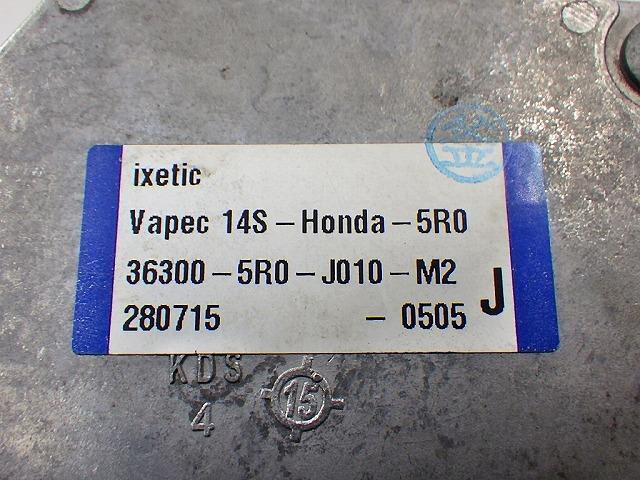 ixetic
Vapec 14S – Honda – 5R0
36300 – 5R0 – J010 – M2
J
280715 – 0505
KDS
15
4